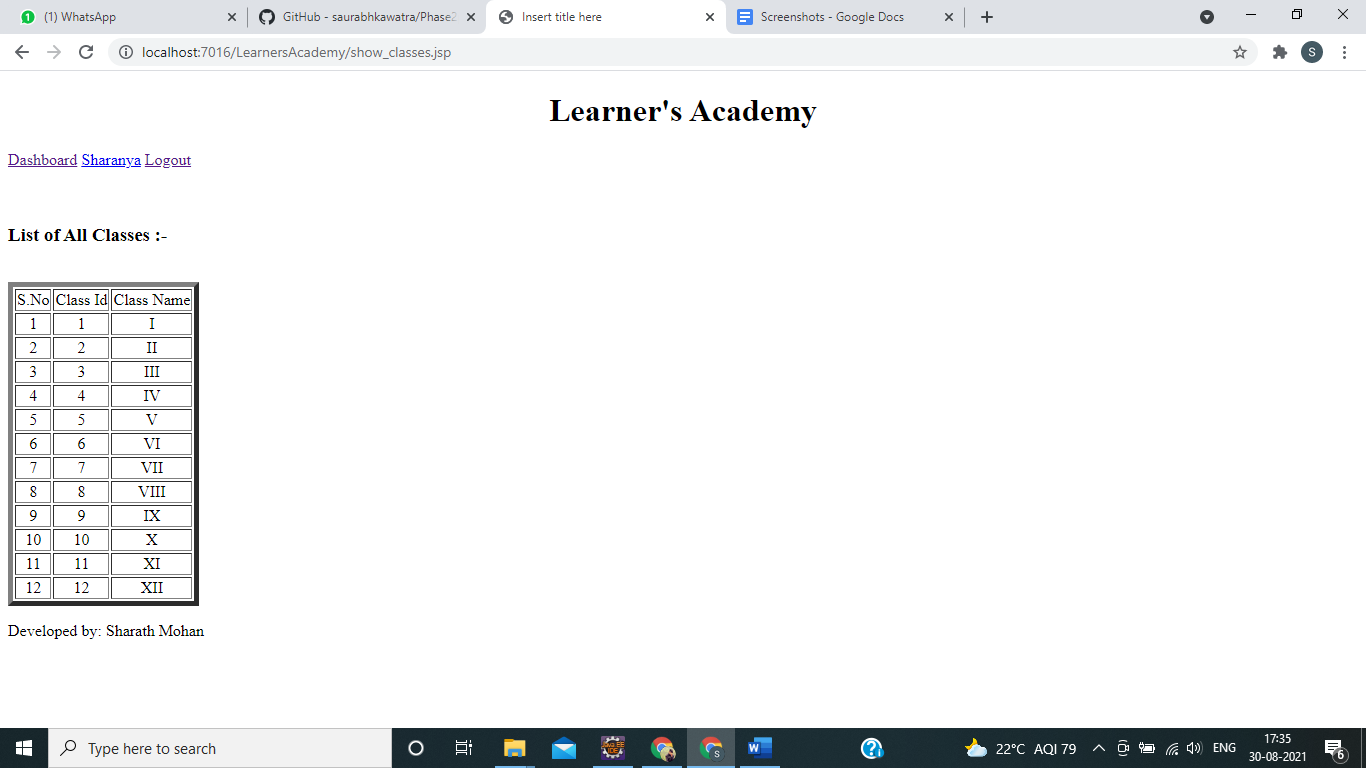 (1) WhatsApp
GitHub - saurabhkawatra/Phase2
Insert title here
Screenshots - Google Docs
localhost:7016/LearnersAcademy/show_classes.jsp
S
Learner's Academy
Dashboard Sharanya Logout
List of All Classes :-
S.No Class Id Class Name
1 1 I
2 2 II
3 3 III
4 4 IV
5 5 V
6 6 VI
7 7 VII
8 8 VIII
9 9 IX
10 10 X
11 11 XI
12 12 XII
Developed by: Sharath Mohan
Type here to search
22°C AQI 79
ENG
17:35
30-08-2021
6